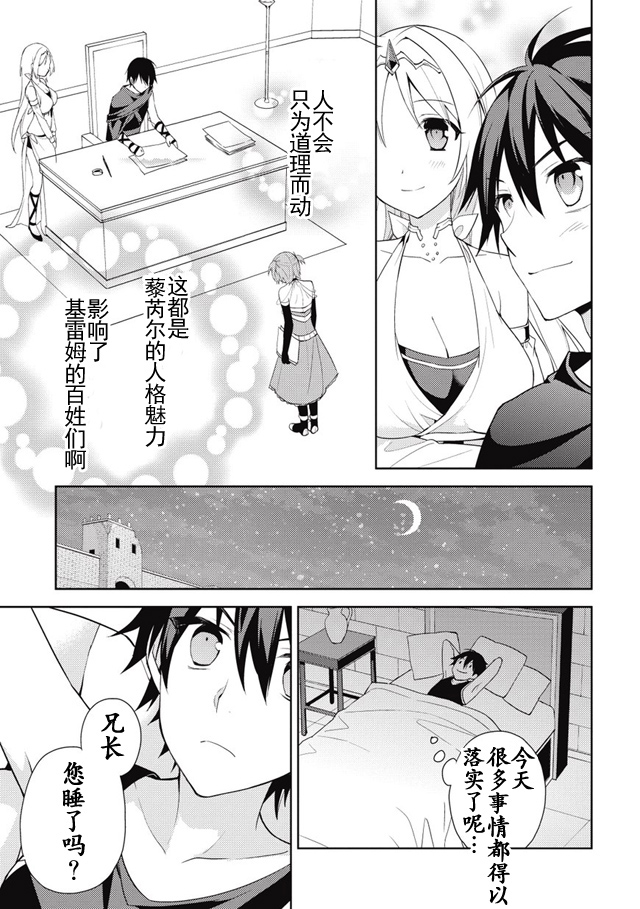 人不会
只为道理而动
这都是
藜芮尔的人格魅力
影响了
基雷姆的百姓们啊
今天
很多事情都得以
落实了呢…
兄长
您睡了吗？